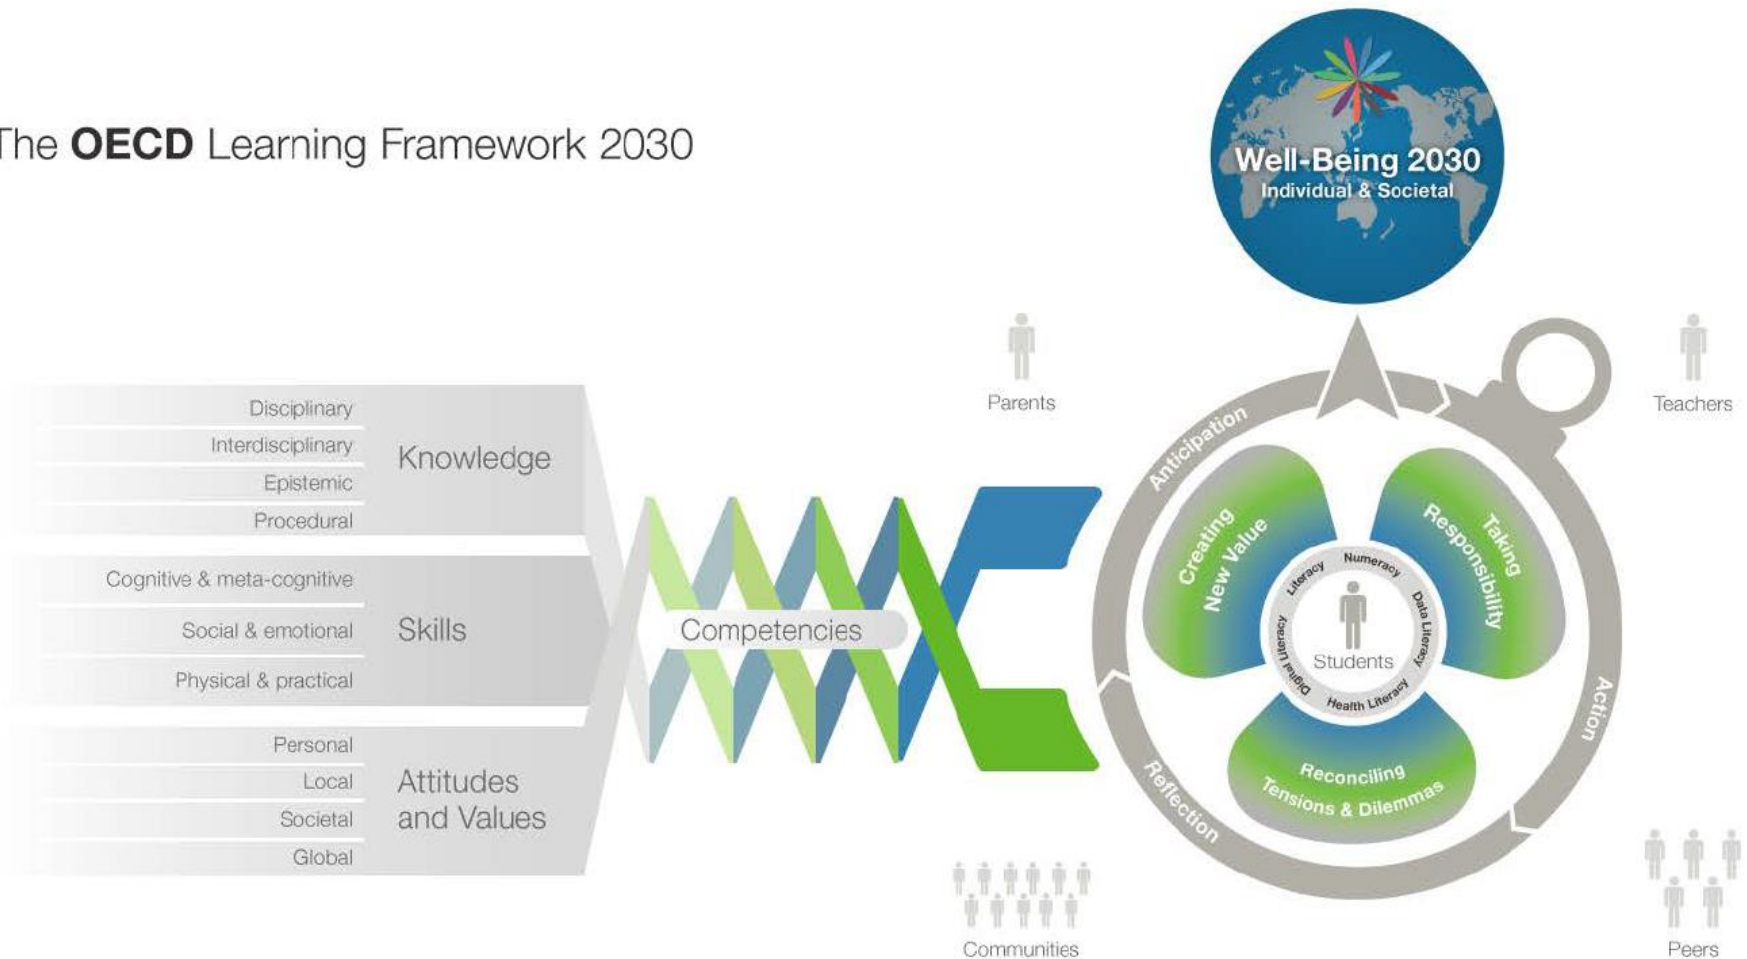 The OECD Learning Framework 2030
Well-Being 2030
Individual & Societal
Disciplinary
Interdisciplinary
Epistemic
Procedural
Knowledge
Cognitive & meta-cognitive
Social & emotional
Physical & practical
Skills
Personal
Local
Societal
Global
Attitudes
and Values
Competencies
Parents
Teachers
Anticipation
Action
Reflection
Creating
New Value
Taking
Responsibility
Reconciling
Tensions & Dilemmas
Literacy
Numeracy
Data Literacy
Health Literacy
Digital Literacy
Students
Communities
Peers